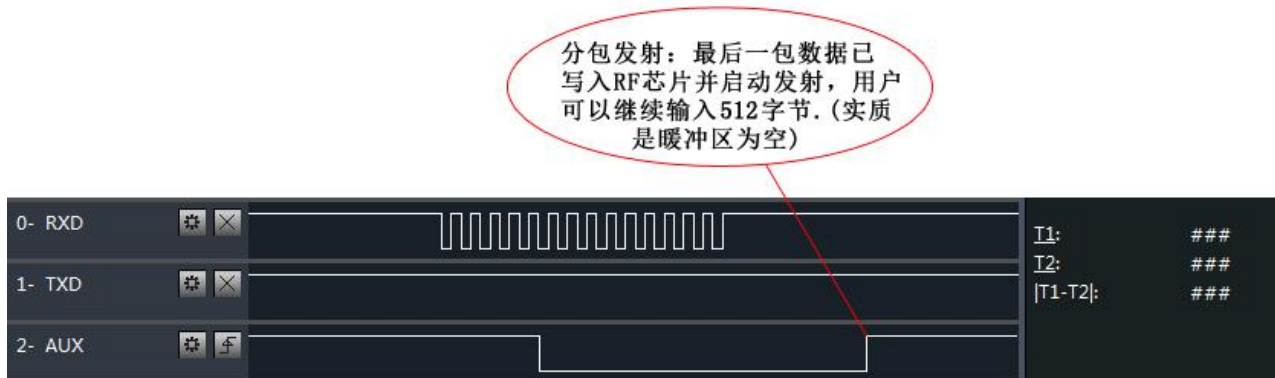 分包发射：最后一包数据已
写入RF芯片并启动发射，用户
可以继续输入512字节.(实质
是暖冲区为空)
0- RXD
T1: ###
1- TXD
T2: ###
|T1-T2|: ###
2- AUX